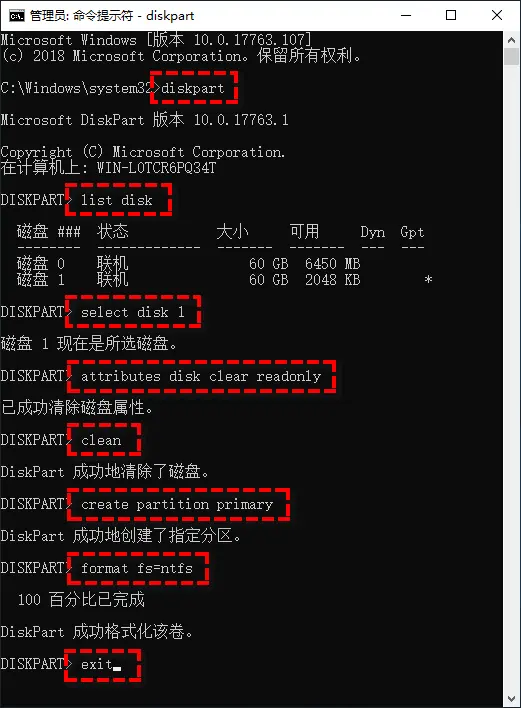 管理员: 命令提示符 - diskpart
Microsoft Windows [版本 10.0.17763.107]
(c) 2018 Microsoft Corporation。保留所有权利。
C:\Windows\system32>diskpart
Microsoft DiskPart 版本 10.0.17763.1
Copyright (C) Microsoft Corporation.
在计算机上: WIN-L0TCR6PQ34T
DISKPART> list disk
磁盘 ### 状态 大小 可用 Dyn Gpt
-------- ------------- ------- ------- --- ---
磁盘 0 联机 60 GB 6450 MB
磁盘 1 联机 60 GB 2048 KB *
DISKPART> select disk 1
磁盘 1 现在是所选磁盘。
DISKPART> attributes disk clear readonly
已成功清除磁盘属性。
DISKPART> clean
DiskPart 成功地清除了磁盘。
DISKPART> create partition primary
DiskPart 成功地创建了指定分区。
DISKPART> format fs=ntfs
100 百分比已完成
DiskPart 成功格式化该卷。
DISKPART> exit